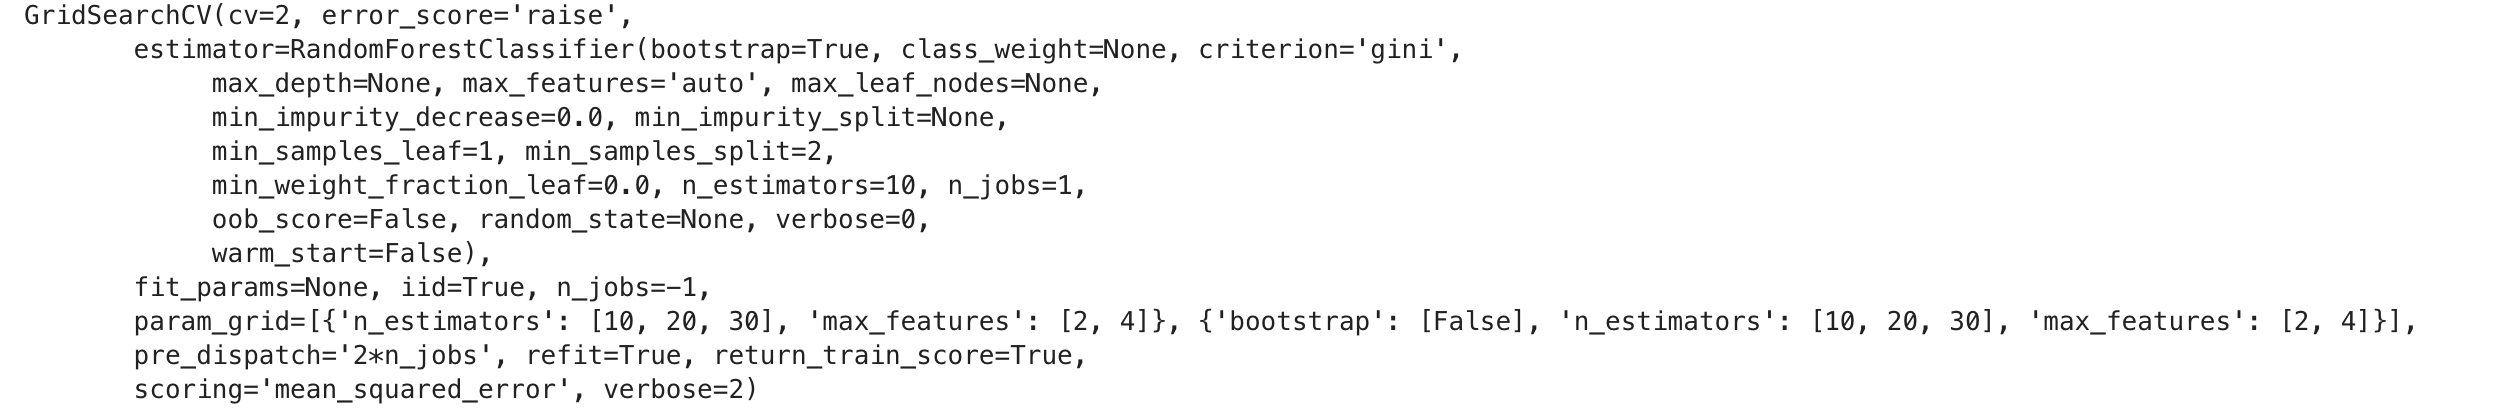 GridSearchCV(cv=2, error_score='raise',
estimator=RandomForestClassifier(bootstrap=True, class_weight=None, criterion='gini',
max_depth=None, max_features='auto', max_leaf_nodes=None,
min_impurity_decrease=0.0, min_impurity_split=None,
min_samples_leaf=1, min_samples_split=2,
min_weight_fraction_leaf=0.0, n_estimators=10, n_jobs=1,
oob_score=False, random_state=None, verbose=0,
warm_start=False),
fit_params=None, iid=True, n_jobs=-1,
param_grid=[{'n_estimators': [10, 20, 30], 'max_features': [2, 4]}, {'bootstrap': [False], 'n_estimators': [10, 20, 30], 'max_features': [2, 4]}],
pre_dispatch='2*n_jobs', refit=True, return_train_score=True,
scoring='mean_squared_error', verbose=2)